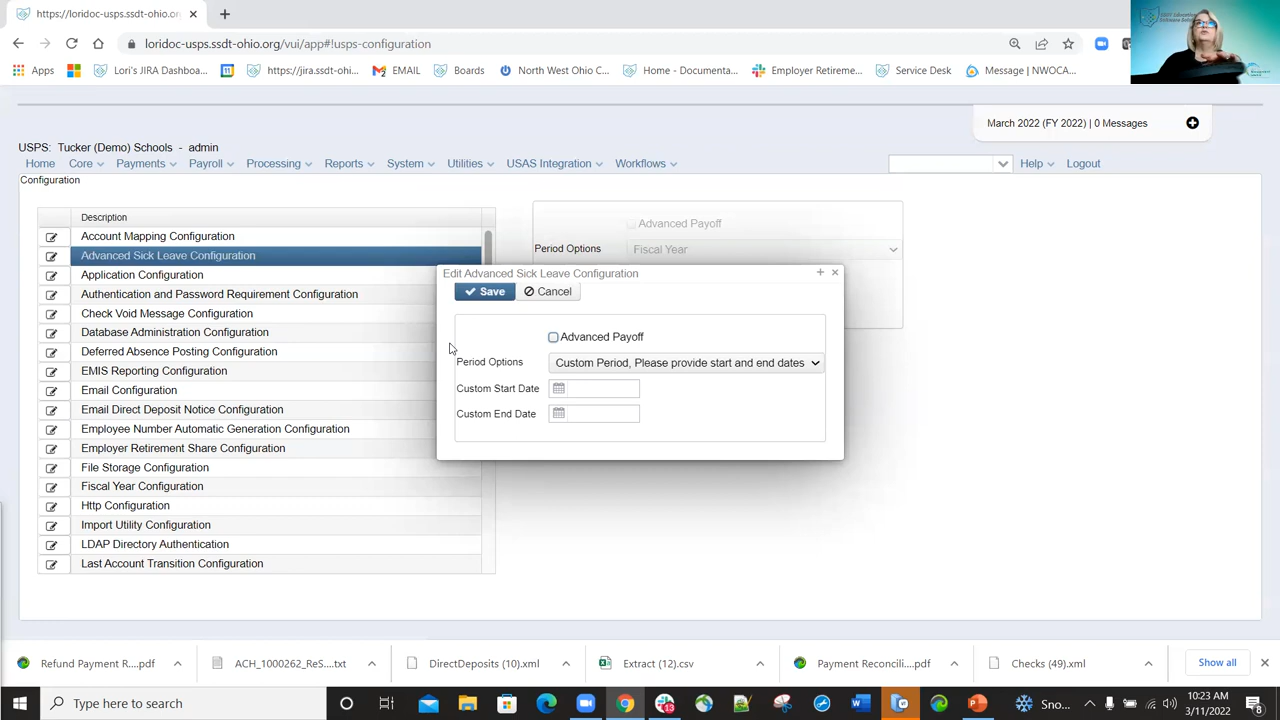 https://loridoc-usps.ssdt-ohio.org
loridoc-usps.ssdt-ohio.org/vui/app#!usps-configuration
Apps
Lori's JIRA Dashboa...
https://jira.ssdt-ohi...
EMAIL
Boards
North West Ohio C...
Home - Documenta...
Employer Retireme...
Service Desk
Message | NWOCA...
March 2022 (FY 2022) | 0 Messages
USPS: Tucker (Demo) Schools - admin
Home Core Payments Payroll Processing Reports System Utilities USAS Integration Workflows Help Logout
Configuration
Description
Account Mapping Configuration
Advanced Sick Leave Configuration
Application Configuration
Authentication and Password Requirement Configuration
Check Void Message Configuration
Database Administration Configuration
Deferred Absence Posting Configuration
EMIS Reporting Configuration
Email Configuration
Email Direct Deposit Notice Configuration
Employee Number Automatic Generation Configuration
Employer Retirement Share Configuration
File Storage Configuration
Fiscal Year Configuration
Http Configuration
Import Utility Configuration
LDAP Directory Authentication
Last Account Transition Configuration
Advanced Payoff
Period Options Fiscal Year
Edit Advanced Sick Leave Configuration
Save Cancel
Advanced Payoff
Period Options Custom Period, Please provide start and end dates
Custom Start Date
Custom End Date
Refund Payment R....pdf
ACH_1000262_ReS....txt
DirectDeposits (10).xml
Extract (12).csv
Payment Reconcili....pdf
Checks (49).xml
Show all
Type here to search
13
Sno...
10:23 AM
3/11/2022
8